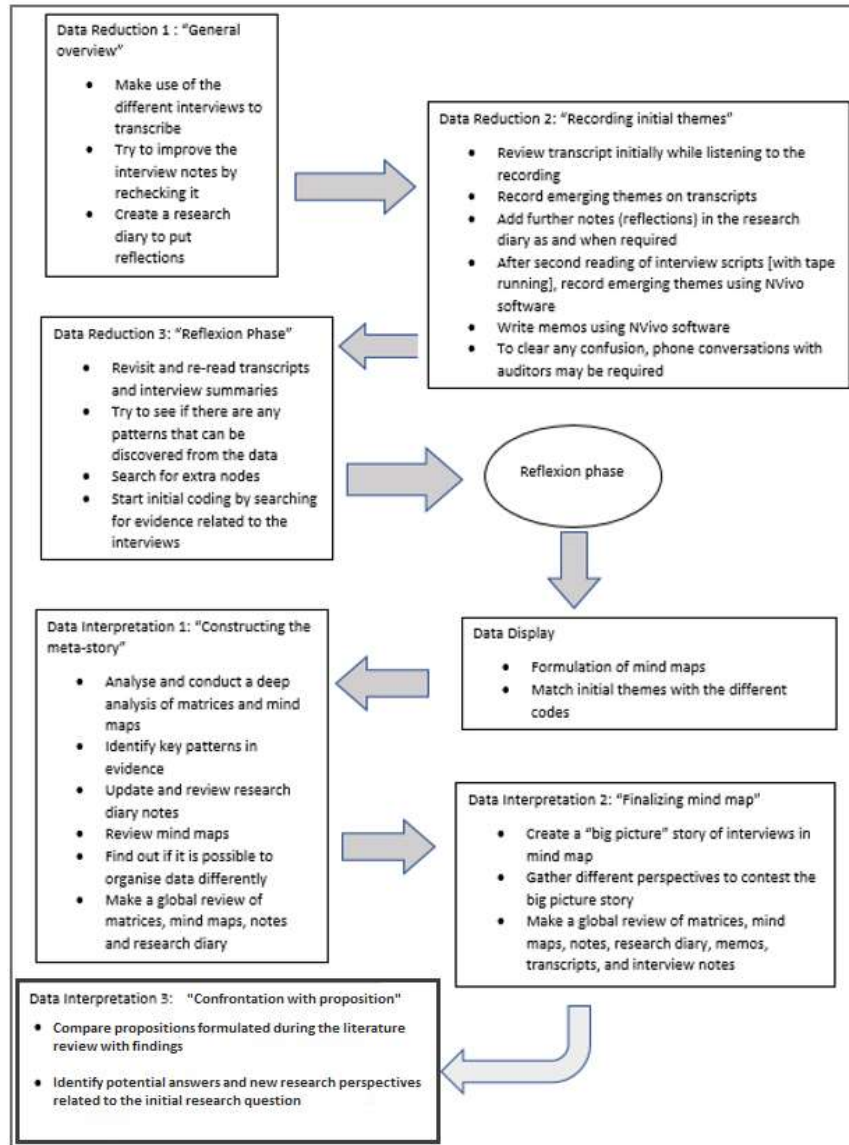 Data Reduction 1 : “General
overview”
• Make use of the
different interviews to
transcribe
• Try to improve the
interview notes by
rechecking it
• Create a research
diary to put
reflections
Data Reduction 2: “Recording initial themes”
• Review transcript initially while listening to the
recording
• Record emerging themes on transcripts
• Add further notes (reflections) in the research
diary as and when required
• After second reading of interview scripts [with tape
running], record emerging themes using NVivo
software
• Write memos using NVivo software
• To clear any confusion, phone conversations with
auditors may be required
Data Reduction 3: “Reflexion Phase”
• Revisit and re-read transcripts
and interview summaries
• Try to see if there are any
patterns that can be
discovered from the data
• Search for extra nodes
• Start initial coding by searching
for evidence related to the
interviews
Reflexion phase
Data Display
• Formulation of mind maps
• Match initial themes with the different
codes
Data Interpretation 1: “Constructing the
meta-story”
• Analyse and conduct a deep
analysis of matrices and mind
maps
• Identify key patterns in
evidence
• Update and review research
diary notes
• Review mind maps
• Find out if it is possible to
organise data differently
• Make a global review of
matrices, mind maps, notes
and research diary
Data Interpretation 2: “Finalizing mind map”
• Create a “big picture” story of interviews in
mind map
• Gather different perspectives to contest the
big picture story
• Make a global review of matrices, mind
maps, notes, research diary, memos,
transcripts, and interview notes
Data Interpretation 3: "Confrontation with proposition"
• Compare propositions formulated during the literature
review with findings
• Identify potential answers and new research perspectives
related to the initial research question